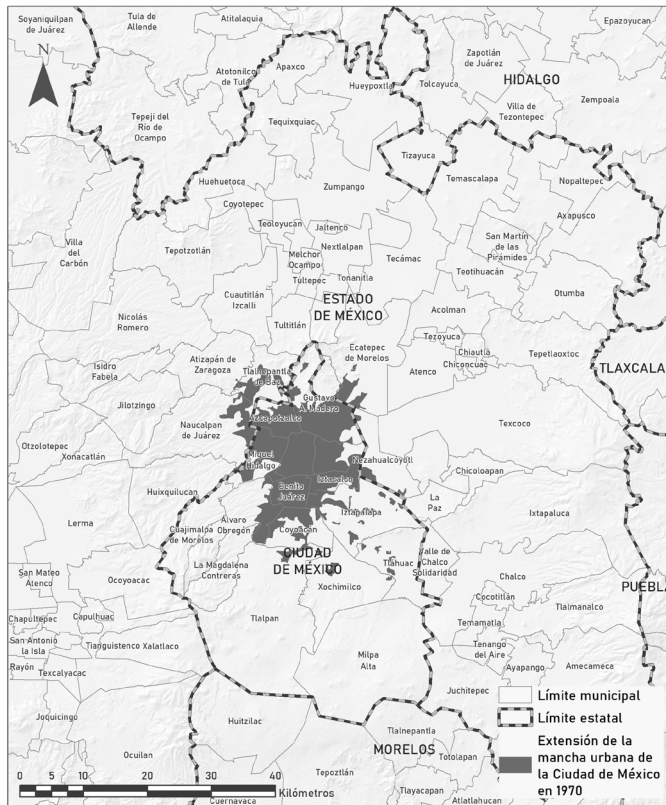 Soyaniquilpan
de Juárez
Tula de
Allende
Atitalaquia
Epazoyucan
N
Atotonilco
de Tula
Apaxco
Hueypoxtla
Tolcayuca
Zapotlán
de Juárez
HIDALGO
Villa de
Tezontepec
Zempoala
Tepeji del
Río de
Ocampo
Tequixquiac
Tizayuca
Temascalapa
Nopaltepec
Huehuetoca
Zumpango
Axapusco
Coyotepec
Teoloyucan
Jaltenco
Nextlalpan
San Martín
de las
Pirámides
Villa
del
Carbón
Tepotzotlán
Melchor
Ocampo
Tecámac
Teotihuacán
Tultepec
Tonanitla
Otumba
Cuautitlán
Izcalli
ESTADO
DE MÉXICO
Acolman
Nicolás
Romero
Tultitlán
Tezoyuca
Ecatepec
de Morelos
Chiautla
Tepetlaoxtoc
Isidro
Fabela
Atizapán de
Zaragoza
Tlalnepantla
de Baz
Atenco
Chiconcuac
TLAXCALA
Jilotzingo
Gustavo
A. Madera
Azcapotzalco
Texcoco
Naucalpan
de Juárez
Otzolotepec
Xonacatlán
Miguel
Hidalgo
Nezahualcóyotl
Chicoloapan
Huixquilucan
Benito
Juárez
Iztacalco
La
Paz
Iztapalapa
Ixtapaluca
Lerma
Cuajimalpa
de Morelos
Álvaro
Obregón
Coyoacán
CIUDAD
DE MÉXICO
Tláhuac
Valle de
Chalco
Solidaridad
San Mateo
Atenco
Ocoyoacac
La Magdalena
Contreras
Xochimilco
Chalco
PUEBLA
Cocotitlán
Tlalmanalco
Chapultepec
Capulhuac
Tlalpan
Temamatla
San Antonio
la Isla
Tianguistenco
Xalatlaco
Milpa
Alta
Tenango
del Aire
Rayón
Texcalyacac
Ayapango
Amecameca
Juchitepec
Límite municipal
Joquicingo
Huitzilac
Límite estatal
Tlalnepantla
Extensión de la
mancha urbana de
la Ciudad de México
en 1970
Ocuilan
MORELOS
Totolapan
Tepoztlán
0 5 10 20 30 40
Kilómetros
Cuernavaca
Tlayacapan
Atlatlahucan